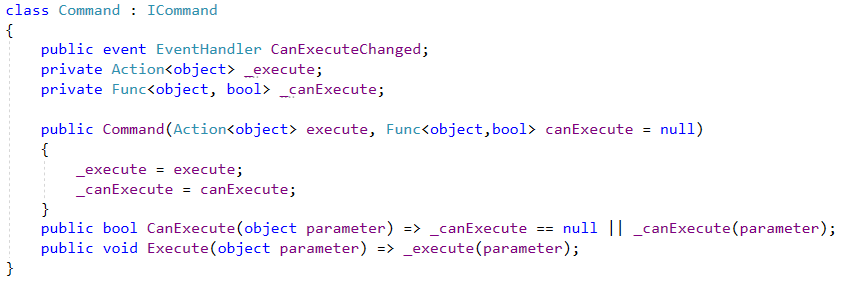 class Command : ICommand
{
    public event EventHandler CanExecuteChanged;
    private Action<object> _execute;
    private Func<object, bool> _canExecute;

    public Command(Action<object> execute, Func<object,bool> canExecute = null)
    {
        _execute = execute;
        _canExecute = canExecute;
    }
    public bool CanExecute(object parameter) => _canExecute == null || _canExecute(parameter);
    public void Execute(object parameter) => _execute(parameter);
}